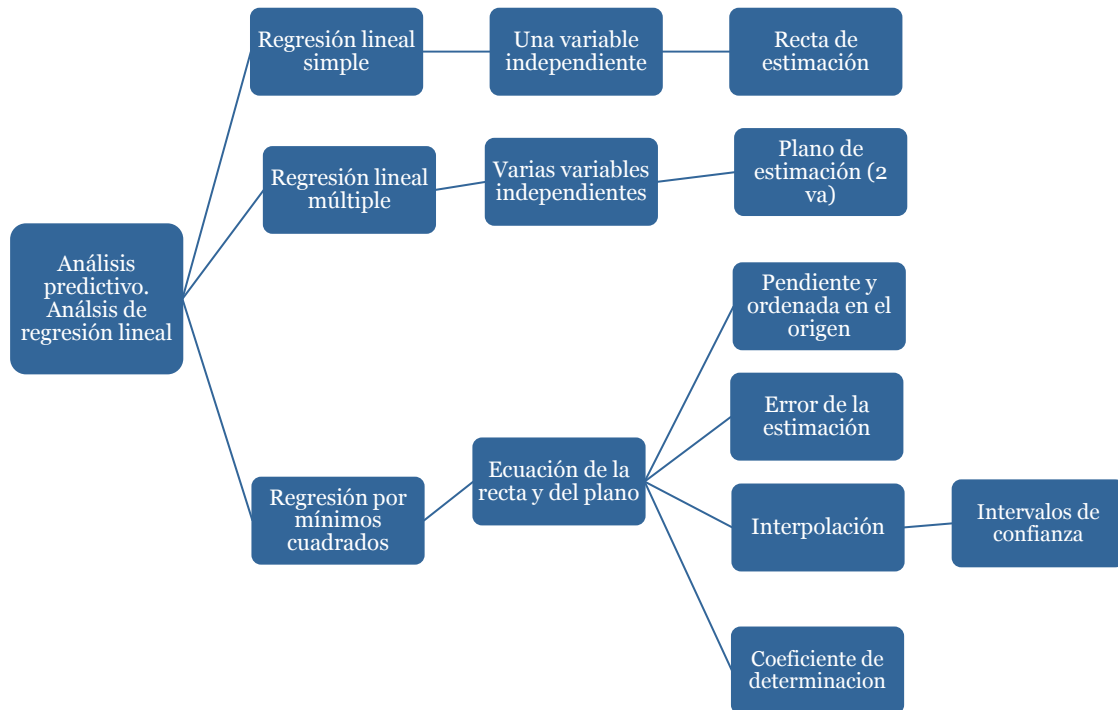 Regresión lineal
simple
Una variable
independiente
Recta de
estimación
Regresión lineal
múltiple
Varias variables
independientes
Plano de
estimación (2
va)
Análisis
predictivo.
Análsis de
regresión lineal
Pendiente y
ordenada en el
origen
Error de la
estimación
Ecuación de la
recta y del plano
Regresión por
mínimos
cuadrados
Interpolación
Intervalos de
confianza
Coeficiente de
determinacion